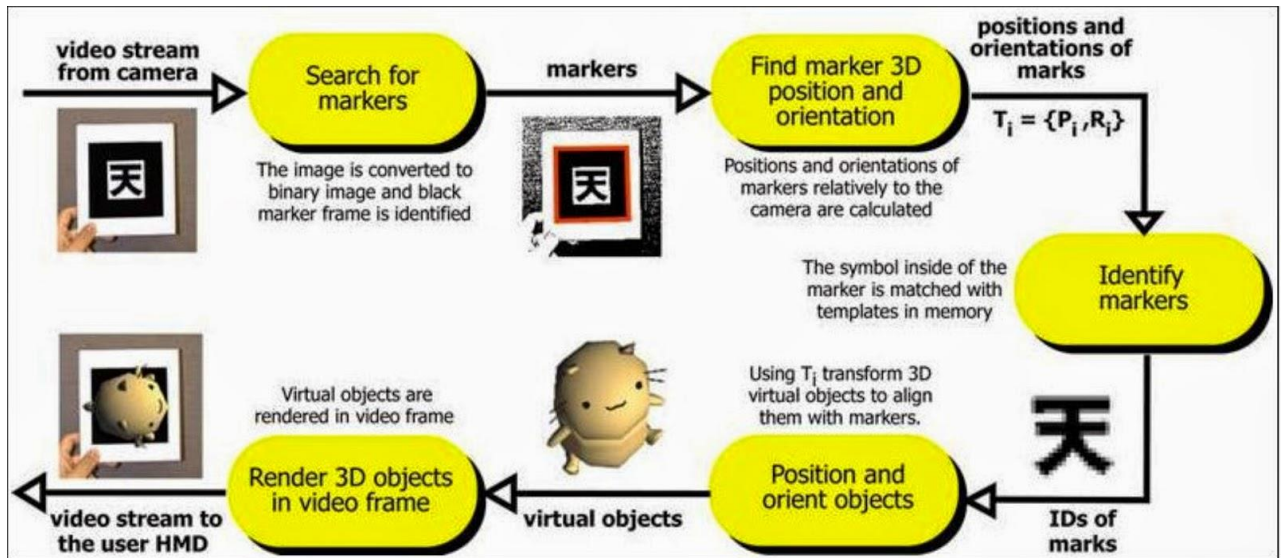 video stream
from camera
Search for
markers
The image is converted to
binary image and black
marker frame is identified
天
markers
天
Find marker 3D
position and
orientation
Positions and orientations of
markers relatively to the
camera are calculated
positions and
orientations of
marks
Ti = {Pi ,Ri}
Identify
markers
The symbol inside of the
marker is matched with
templates in memory
天
IDs of
marks
Using Ti transform 3D
virtual objects to align
them with markers.
Position and
orient objects
virtual objects
Virtual objects are
rendered in video frame
Render 3D objects
in video frame
video stream to
the user HMD